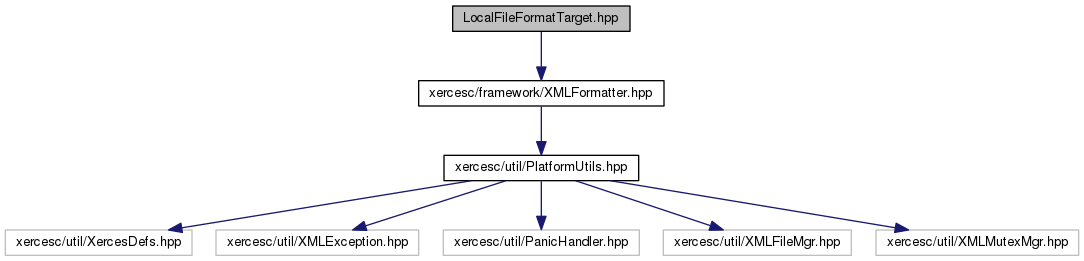 LocalFileFormatTarget.hpp
xercesc/framework/XMLFormatter.hpp
xercesc/util/PlatformUtils.hpp
xercesc/util/XercesDefs.hpp
xercesc/util/XMLException.hpp
xercesc/util/PanicHandler.hpp
xercesc/util/XMLFileMgr.hpp
xercesc/util/XMLMutexMgr.hpp